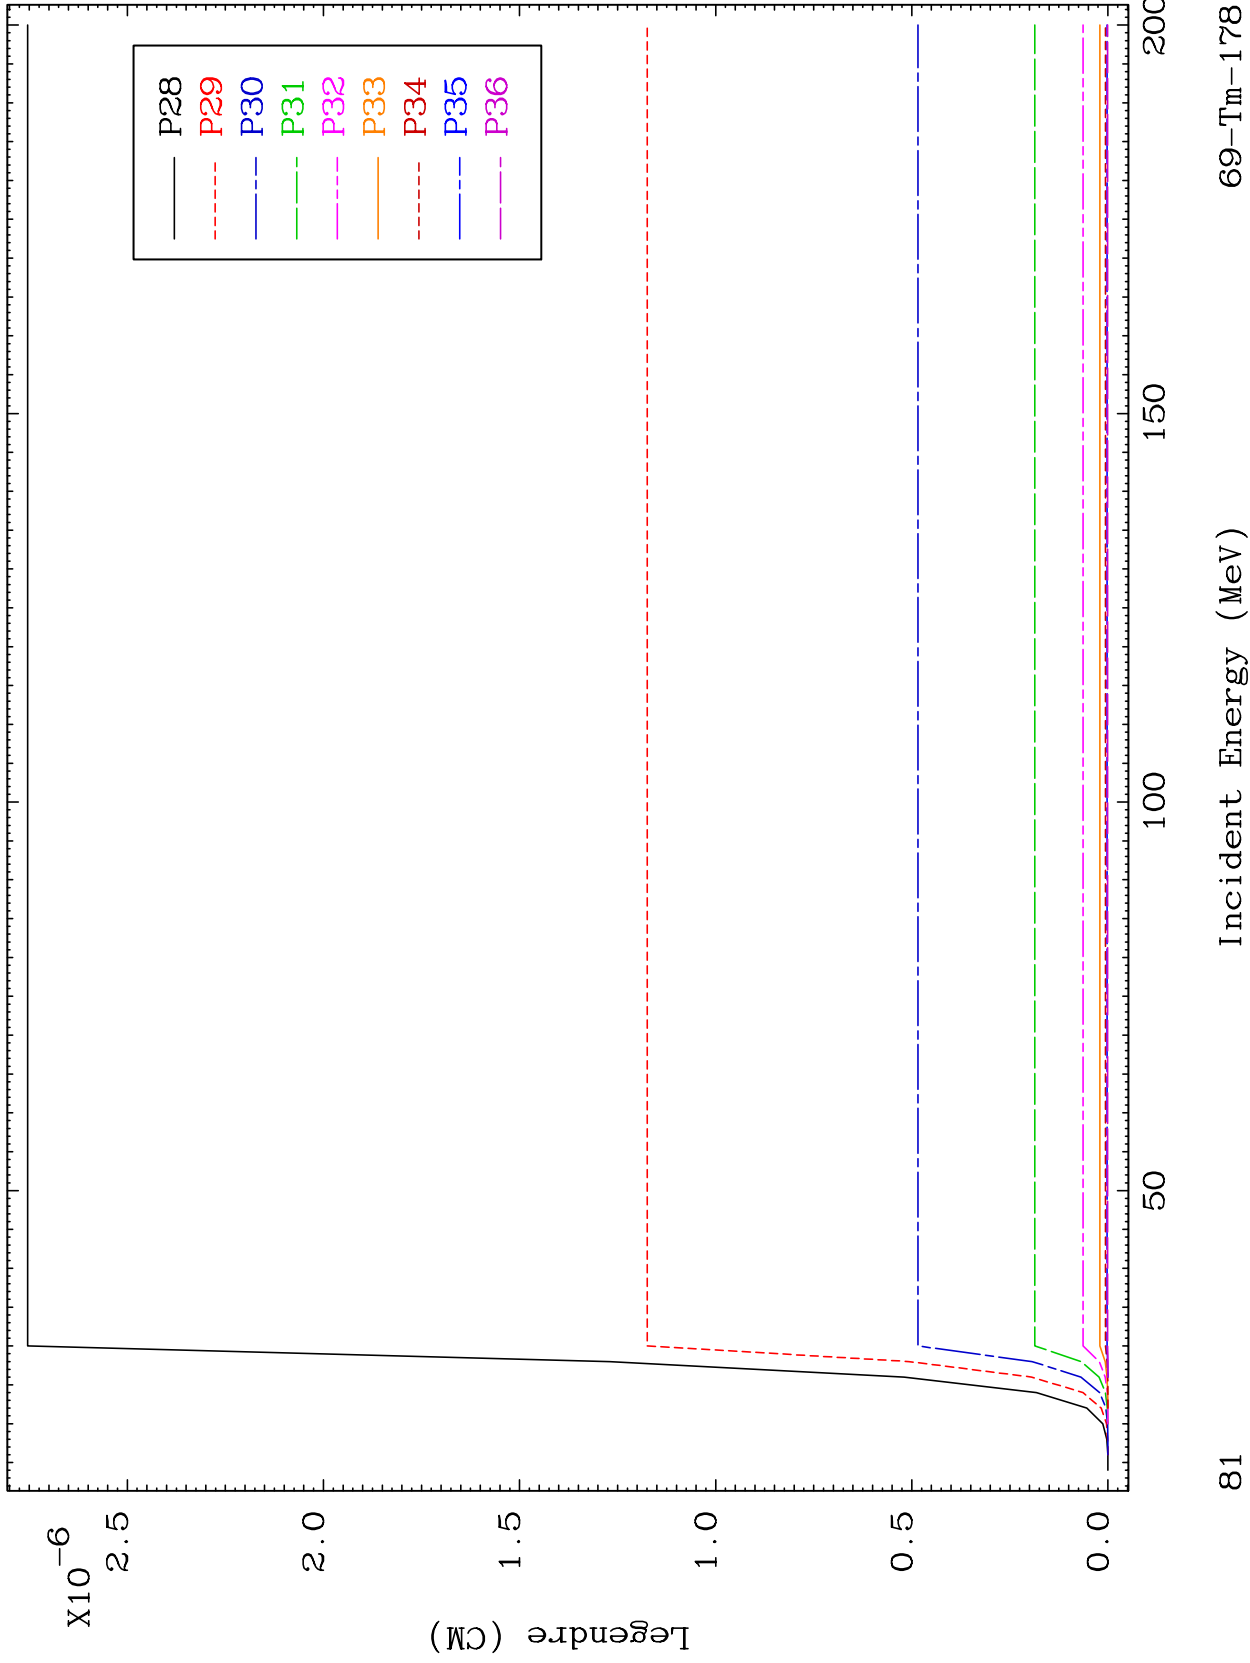 X10-6
2.5
2.0
1.5
1.0
0.5
0.0
Legendre (CM)
P28
P29
P30
P31
P32
P33
P34
P35
P36
50
100
150
200
81
Incident Energy (MeV)
69-Tm-178